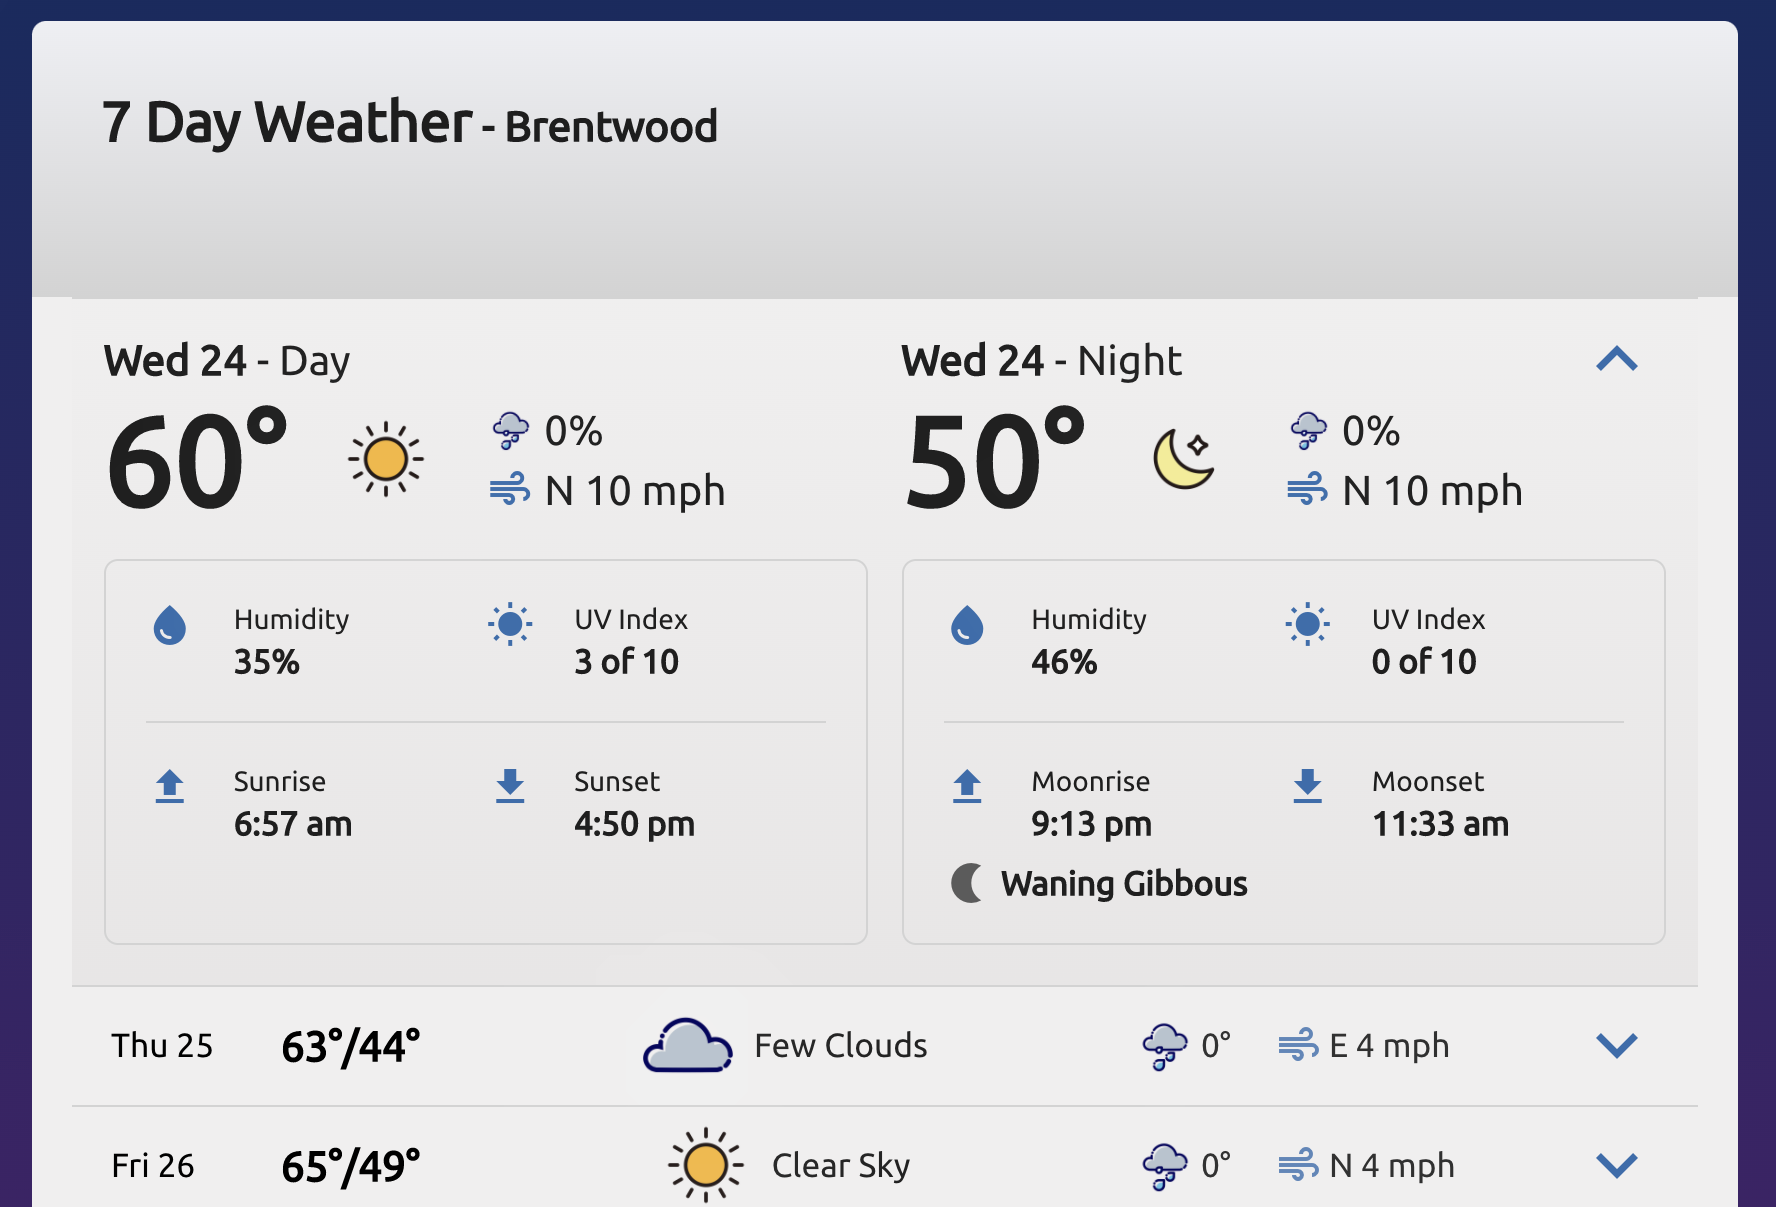 7 Day Weather - Brentwood
Wed 24 - Day
60°
0%
N 10 mph
Humidity
35%
UV Index
3 of 10
Sunrise
6:57 am
Sunset
4:50 pm
Wed 24 - Night
50°
0%
N 10 mph
Humidity
46%
UV Index
0 of 10
Moonrise
9:13 pm
Moonset
11:33 am
Waning Gibbous
Thu 25 63°/44° Few Clouds 0° E 4 mph
Fri 26 65°/49° Clear Sky 0° N 4 mph